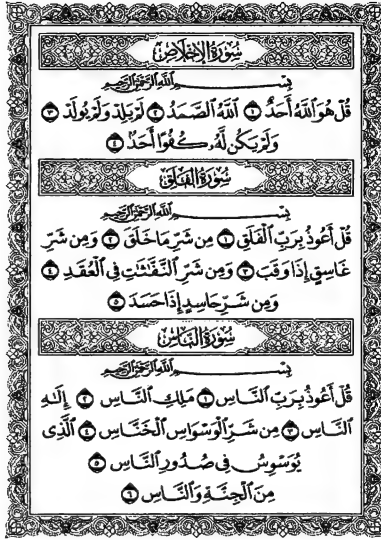 سُورَةُ الإِخْلَاصِ
بِسْمِ ٱللَّهِ ٱلرَّحْمَٰنِ ٱلرَّحِيمِ
قُلْ هُوَ ٱللَّهُ أَحَدٌ ١ ٱللَّهُ ٱلصَّمَدُ ٢ لَمْ يَلِدْ وَلَمْ يُولَدْ ٣
وَلَمْ يَكُن لَّهُۥ كُفُوًا أَحَدٌۢ ٤
سُورَةُ الفَلَقِ
بِسْمِ ٱللَّهِ ٱلرَّحْمَٰنِ ٱلرَّحِيمِ
قُلْ أَعُوذُ بِرَبِّ ٱلْفَلَقِ ١ مِن شَرِّ مَا خَلَقَ ٢ وَمِن شَرِّ
غَاسِقٍ إِذَا وَقَبَ ٣ وَمِن شَرِّ ٱلنَّفَّٰثَٰتِ فِي ٱلْعُقَدِ ٤
وَمِن شَرِّ حَاسِدٍ إِذَا حَسَدَ ٥
سُورَةُ النَّاسِ
بِسْمِ ٱللَّهِ ٱلرَّحْمَٰنِ ٱلرَّحِيمِ
قُلْ أَعُوذُ بِرَبِّ ٱلنَّاسِ ١ مَلِكِ ٱلنَّاسِ ٢ إِلَٰهِ
ٱلنَّاسِ ٣ مِن شَرِّ ٱلْوَسْوَاسِ ٱلْخَنَّاسِ ٤ ٱلَّذِى
يُوَسْوِسُ فِى صُدُورِ ٱلنَّاسِ ٥
مِنَ ٱلْجِنَّةِ وَٱلنَّاسِ ٦